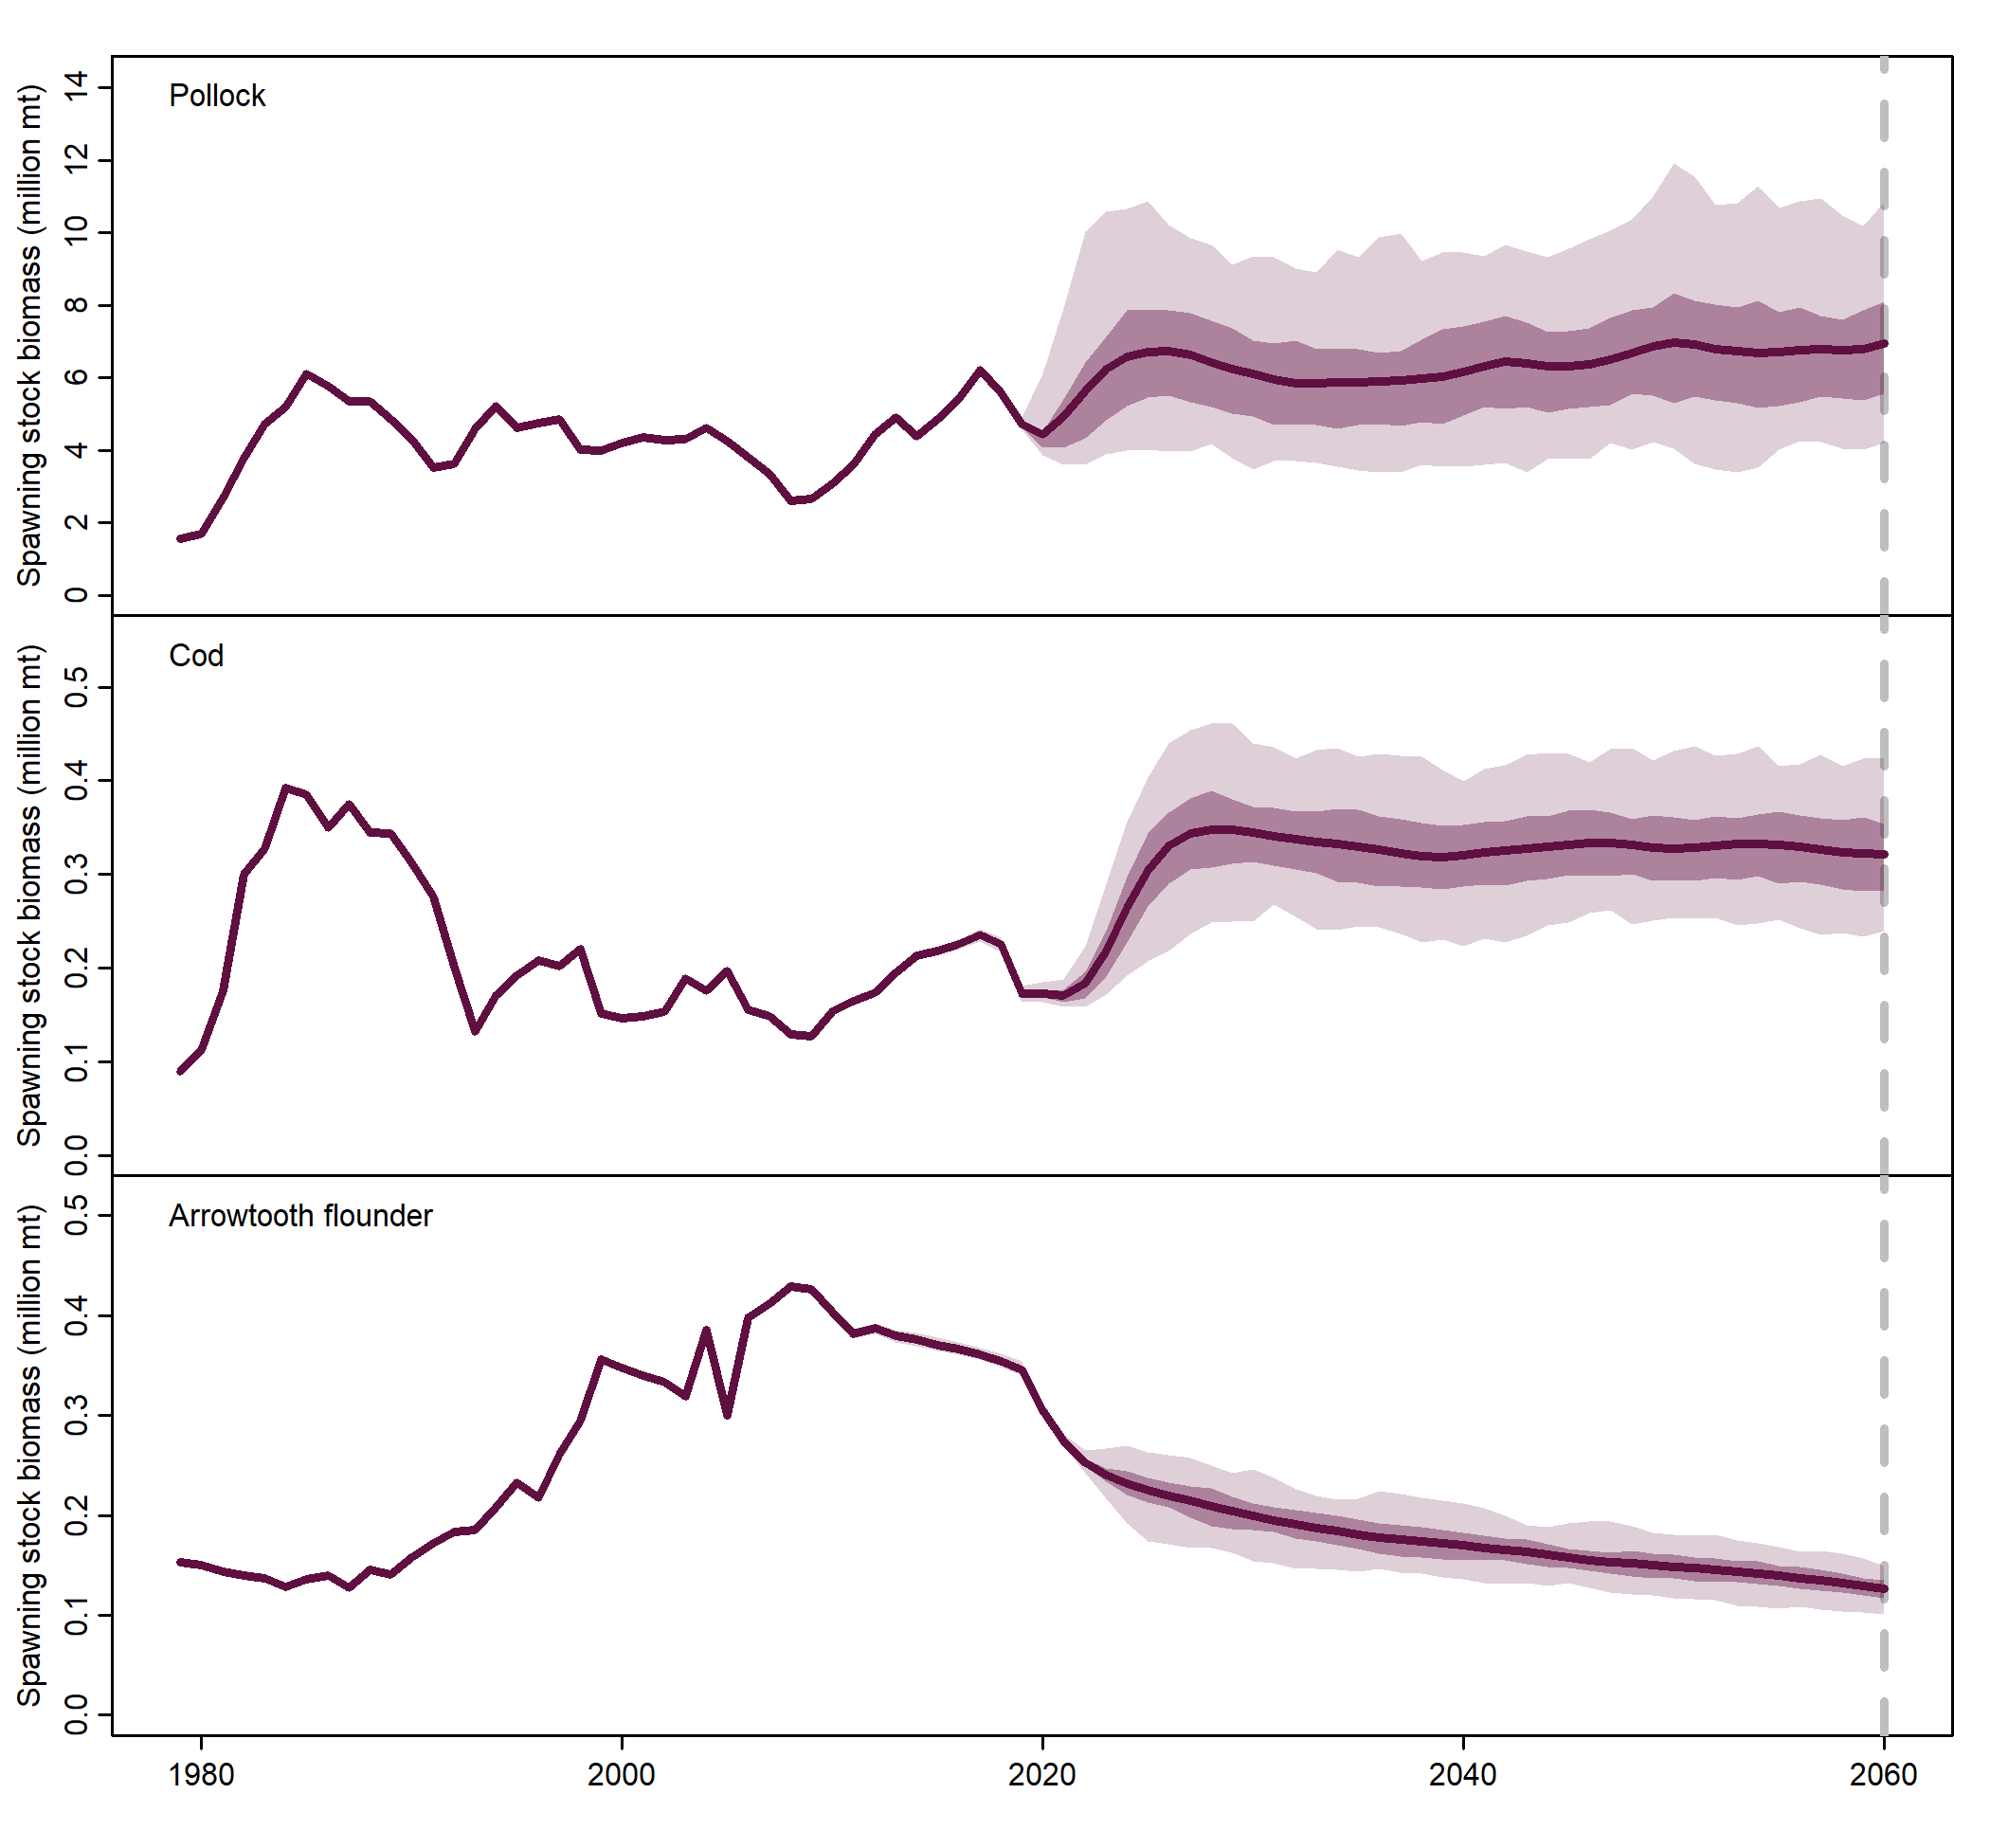 Pollock
Spawning stock biomass (million mt)
14
12
10
8
6
4
2
0
Cod
Spawning stock biomass (million mt)
0.5
0.4
0.3
0.2
0.1
0.0
Arrowtooth flounder
Spawning stock biomass (million mt)
0.5
0.4
0.3
0.2
0.1
0.0
1980 2000 2020 2040 2060